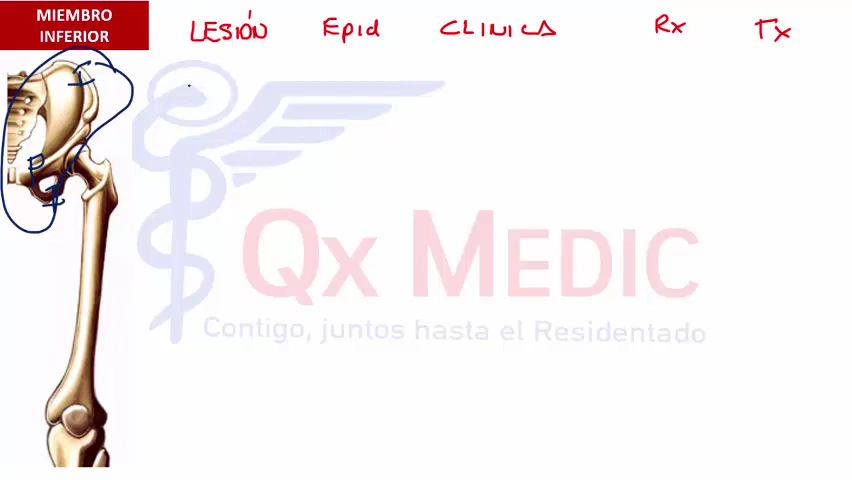 MIEMBRO
INFERIOR
LESIÓN Epid CLINICA Rx Tx
I
P
I
Qx MEDIC
Contigo, juntos hasta el Residentado